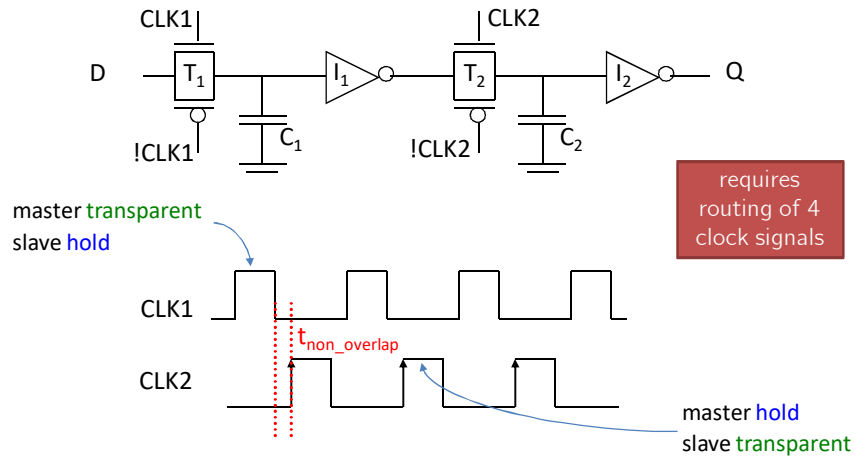 CLK1
CLK2
D
T1
I1
T2
I2
Q
C1
C2
!CLK1
!CLK2
requires
routing of 4
clock signals
master transparent
slave hold
CLK1
tnon_overlap
CLK2
master hold
slave transparent